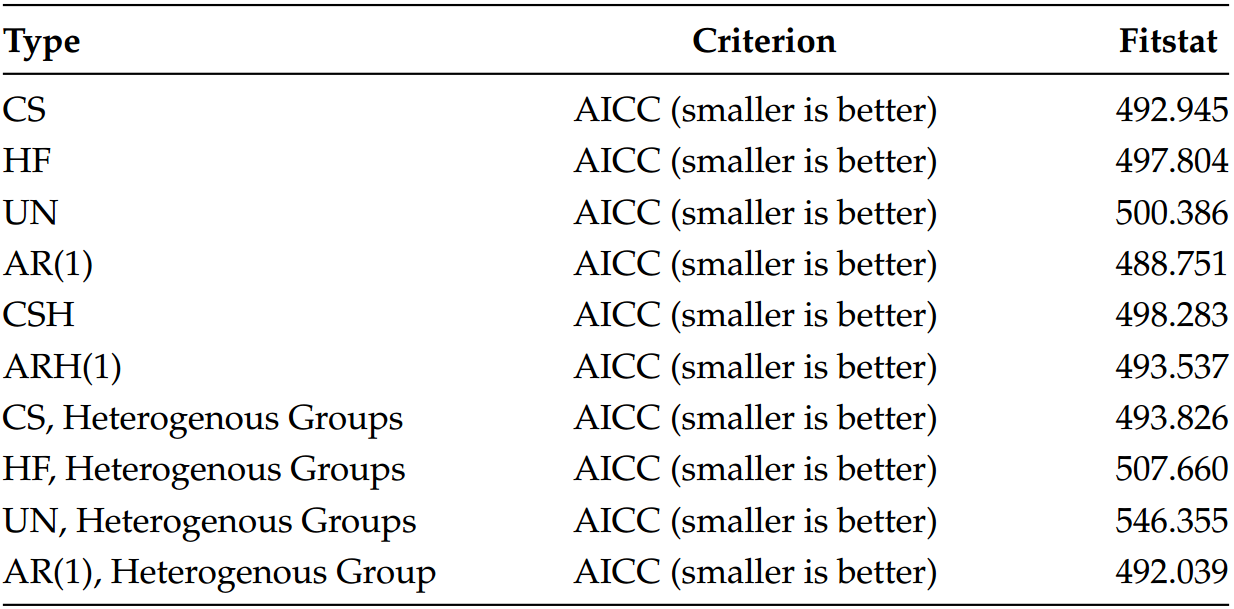 Type Criterion Fitstat
CS AICC (smaller is better) 492.945
HF AICC (smaller is better) 497.804
UN AICC (smaller is better) 500.386
AR(1) AICC (smaller is better) 488.751
CSH AICC (smaller is better) 498.283
ARH(1) AICC (smaller is better) 493.537
CS, Heterogenous Groups AICC (smaller is better) 493.826
HF, Heterogenous Groups AICC (smaller is better) 507.660
UN, Heterogenous Groups AICC (smaller is better) 546.355
AR(1), Heterogenous Group AICC (smaller is better) 492.039